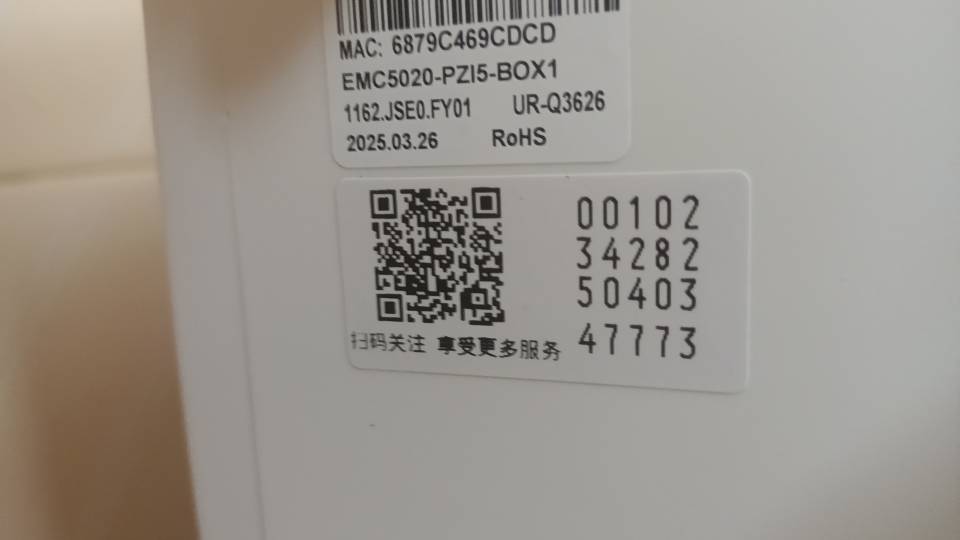 MAC: 6879C469CDCD
EMC5020-PZI5-BOX1
1162.JSE0.FY01 UR-Q3626
2025.03.26 RoHS
00102
34282
50403
47773
扫码关注 享受更多服务